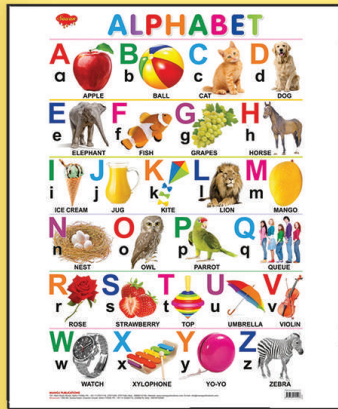 ALPHABET
A B C D
a b c d
APPLE BALL CAT DOG
E F G H
e f g h
ELEPHANT FISH GRAPES HORSE
I J K L M
i j k l m
ICE CREAM JUG KITE LION MANGO
N O P Q
n o p q
NEST OWL PARROT QUEUE
R S T U V
r s t u v
ROSE STRAWBERRY TOP UMBRELLA VIOLIN
W X Y Z
w x y z
WATCH XYLOPHONE YO-YO ZEBRA